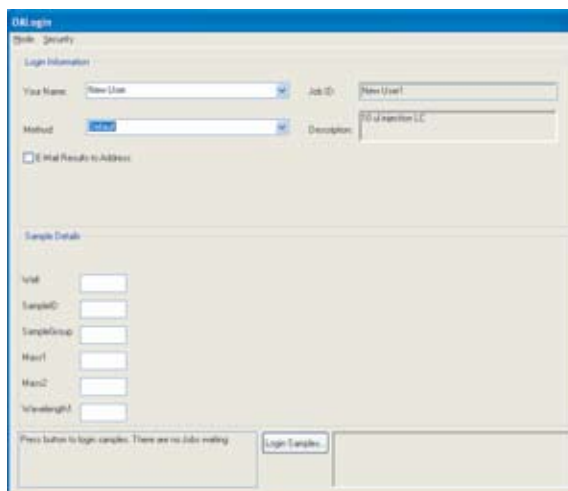 OALogin
Mode Security
Login Information
Your Name: New User Job ID: New User1
Method: Default Description: 10 ul injection LC
E-Mail Results to Address
Sample Details
Well
SampleID
SampleGroup
Mass1
Mass2
Wavelength1
Press button to login samples. There are no Jobs waiting
Login Samples...